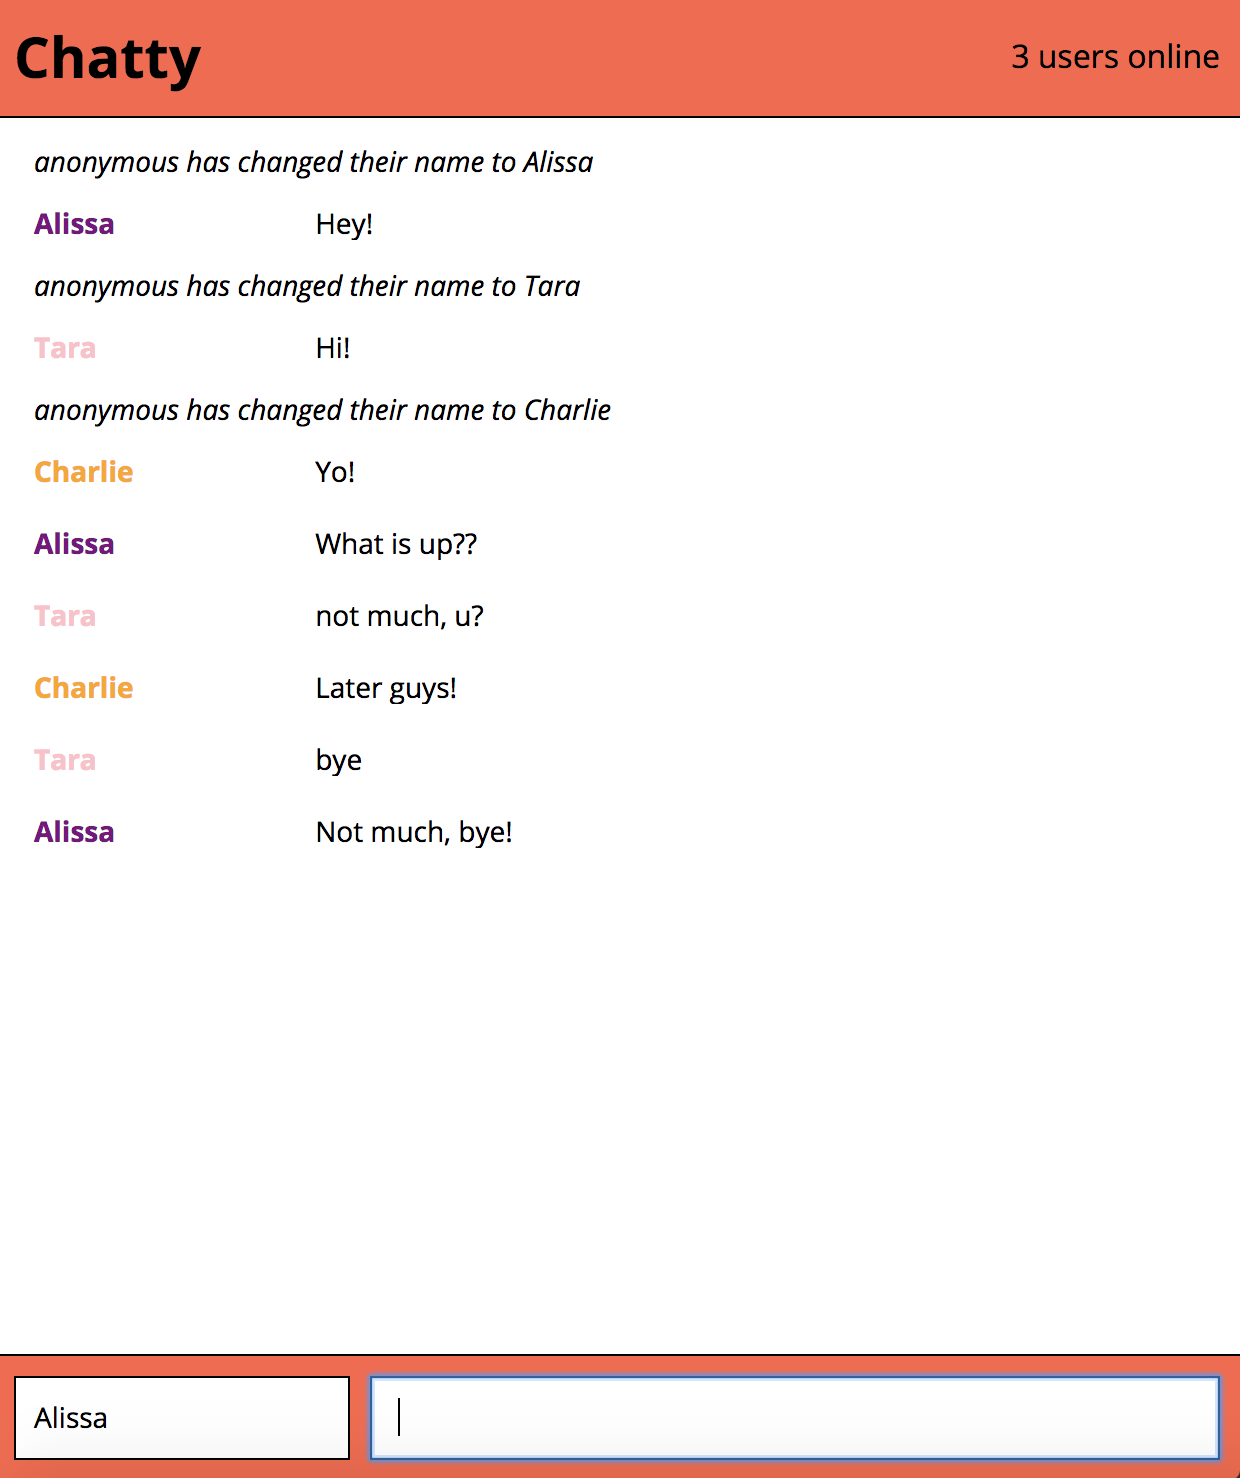 Chatty 3 users online
anonymous has changed their name to Alissa
Alissa Hey!
anonymous has changed their name to Tara
Tara Hi!
anonymous has changed their name to Charlie
Charlie Yo!
Alissa What is up??
Tara not much, u?
Charlie Later guys!
Tara bye
Alissa Not much, bye!
Alissa